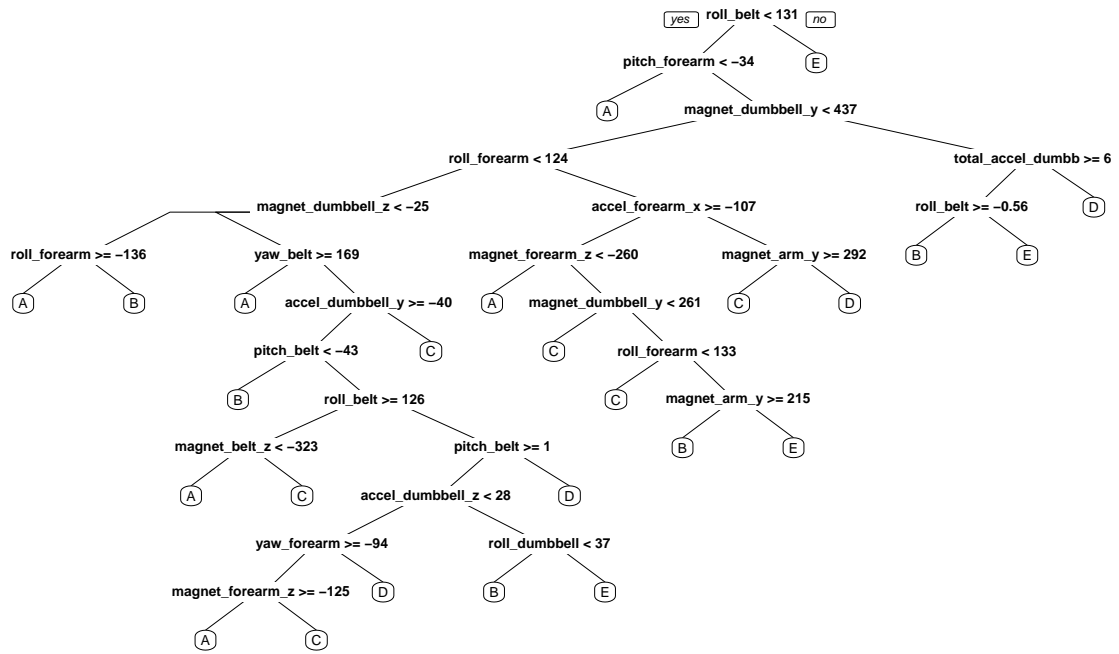 yes roll_belt < 131 no
pitch_forearm < −34 E
A magnet_dumbbell_y < 437
roll_forearm < 124 total_accel_dumbb >= 6
magnet_dumbbell_z < −25 accel_forearm_x >= −107 roll_belt >= −0.56 D
roll_forearm >= −136 yaw_belt >= 169 magnet_forearm_z < −260 magnet_arm_y >= 292 B E
A B A accel_dumbbell_y >= −40 A magnet_dumbbell_y < 261 C D
pitch_belt < −43 C C roll_forearm < 133
B roll_belt >= 126 C magnet_arm_y >= 215
magnet_belt_z < −323 pitch_belt >= 1 B E
A C accel_dumbbell_z < 28 D
yaw_forearm >= −94 roll_dumbbell < 37
magnet_forearm_z >= −125 D B E
A C